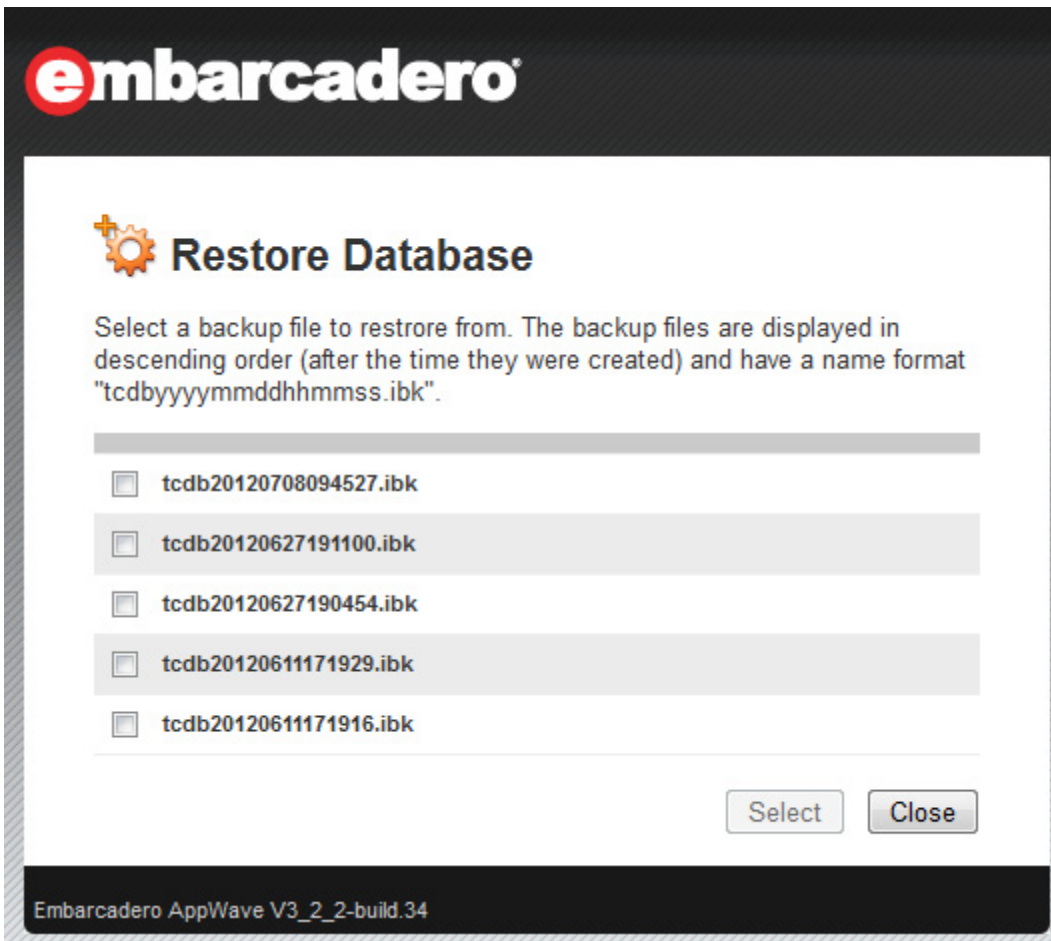 embarcadero®
Restore Database
Select a backup file to restrore from. The backup files are displayed in
descending order (after the time they were created) and have a name format
"tcdbyyyymmddhhmmss.ibk".
tcdb20120708094527.ibk
tcdb20120627191100.ibk
tcdb20120627190454.ibk
tcdb20120611171929.ibk
tcdb20120611171916.ibk
Select Close
Embarcadero AppWave V3_2_2-build.34